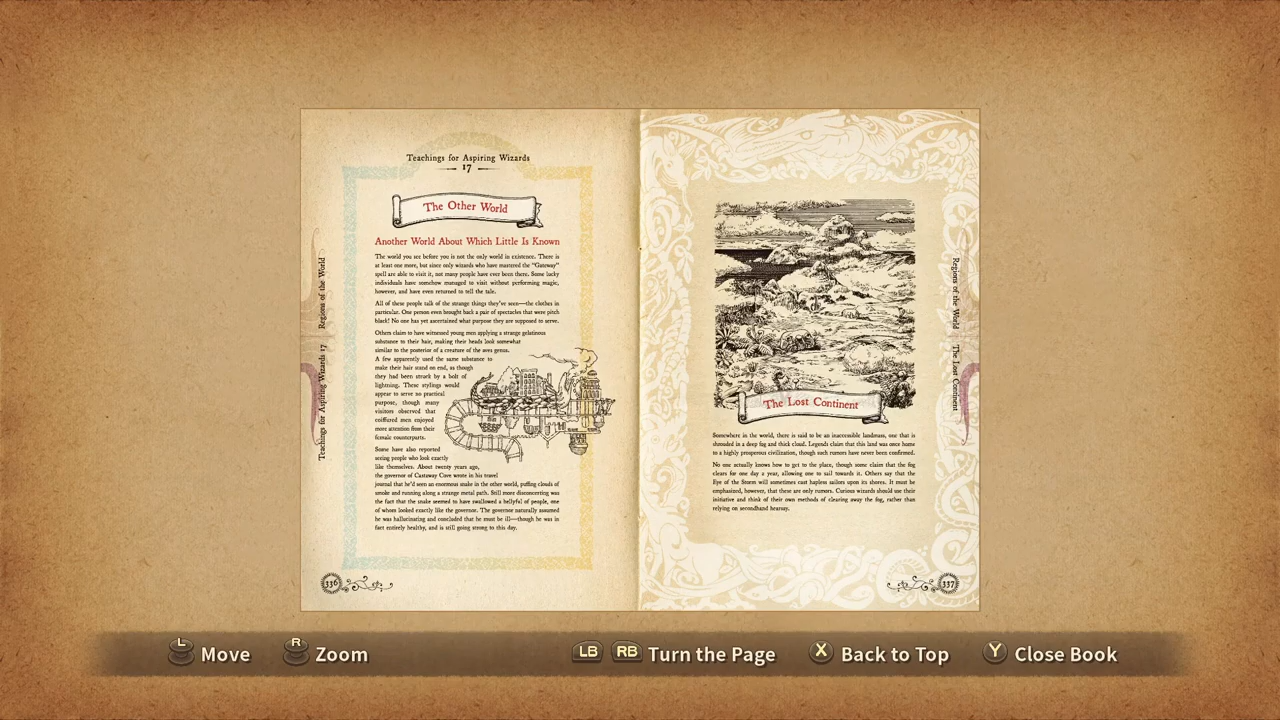 Teachings for Aspiring Wizards
17
The Other World
Another World About Which Little Is Known
The world you see before you is not the only world in existence. There is
at least one more, but since only wizards who have mastered the "Gateway"
spell are able to visit it, not many people have ever been there. Some lucky
individuals have somehow managed to visit without performing magic,
however, and have even returned to tell the tale.
All of these people talk of the strange things they've seen—the clothes in
particular. One person even brought back a pair of spectacles that were pitch
black! No one has yet ascertained what purpose they are supposed to serve.
Others claim to have witnessed young men applying a strange gelatinous
substance to their hair, making their heads look somewhat
similar to the posterior of a creature of the aves genus.
A few apparently used the same substance to
make their hair stand on end, as though
they had been struck by a bolt of
lightning. These stylings would
appear to serve no practical
purpose, though many
visitors observed that
coiffured men enjoyed
more attention from their
female counterparts.
Some have also reported
seeing people who look exactly
like themselves. About twenty years ago,
the governor of Castaway Cove wrote in his travel
journal that he'd seen an enormous snake in the other world, puffing clouds of
smoke and running along a strange metal path. Still more disconcerting was
the fact that the snake seemed to have swallowed a bellyful of people, one
of whom looked exactly like the governor. The governor naturally assumed
he was hallucinating and concluded that he must be ill—though he was in
fact entirely healthy, and is still going strong to this day.
Regions of the World
Teachings for Aspiring Wizards 17
336
The Lost Continent
Somewhere in the world, there is said to be an inaccessible landmass, one that is
shrouded in a deep fog and thick cloud. Legends claim that this land was once home
to a highly prosperous civilization, though such rumors have never been confirmed.
No one actually knows how to get to the place, though some claim that the fog
clears for one day a year, allowing one to sail towards it. Others say that the
Eye of the Storm will sometimes cast hapless sailors upon its shores. It must be
emphasized, however, that these are only rumors. Curious wizards should use their
initiative and think of their own methods of clearing away the fog, rather than
relying on secondhand hearsay.
Regions of the World
The Lost Continent
337
L Move
R Zoom
LB RB Turn the Page
X Back to Top
Y Close Book